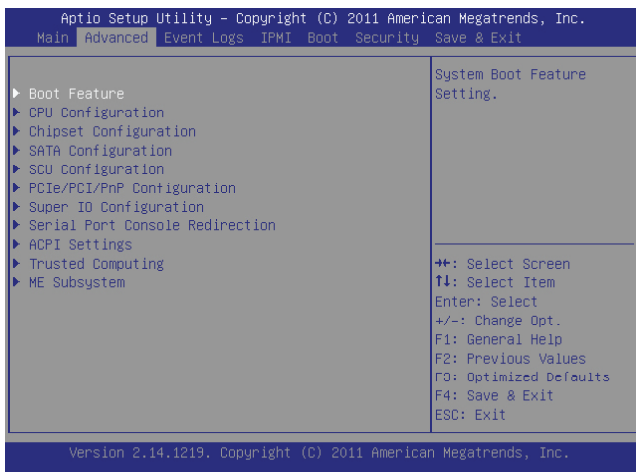 Aptio Setup Utility – Copyright (C) 2011 American Megatrends, Inc.
Main Advanced Event Logs IPMI Boot Security Save & Exit
Boot Feature
CPU Configuration
Chipset Configuration
SATA Configuration
SCU Configuration
PCIe/PCI/PnP Configuration
Super IO Configuration
Serial Port Console Redirection
ACPI Settings
Trusted Computing
ME Subsystem
System Boot Feature
Setting.
→←: Select Screen
↑↓: Select Item
Enter: Select
+/-: Change Opt.
F1: General Help
F2: Previous Values
F3: Optimized Defaults
F4: Save & Exit
ESC: Exit
Version 2.14.1219. Copyright (C) 2011 American Megatrends, Inc.